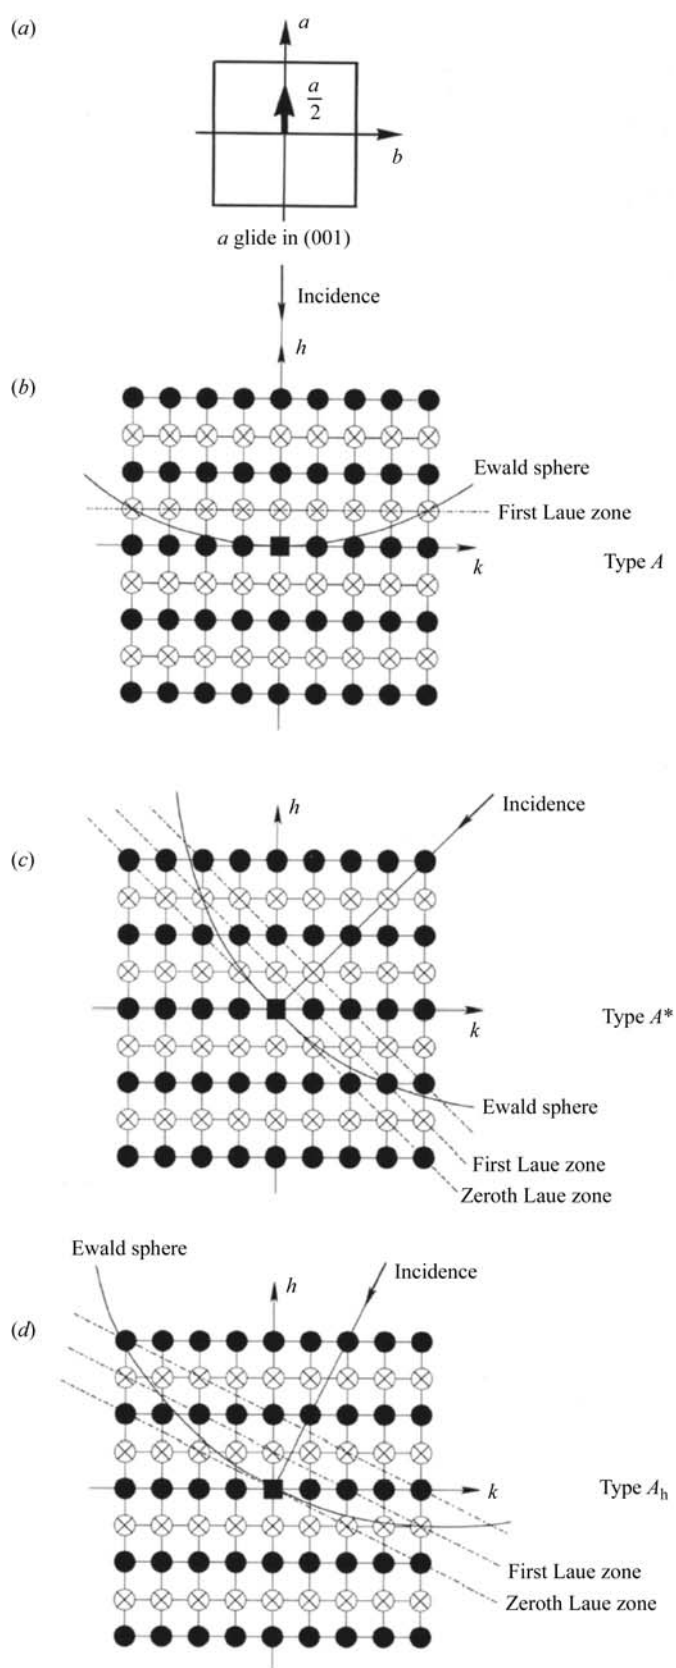 (a)
a
a
2
b
a glide in (001)
Incidence
h
(b)
Ewald sphere
First Laue zone
k
Type A
h
Incidence
(c)
k
Type A*
Ewald sphere
First Laue zone
Zeroth Laue zone
Ewald sphere
h
Incidence
(d)
k
Type Ah
First Laue zone
Zeroth Laue zone